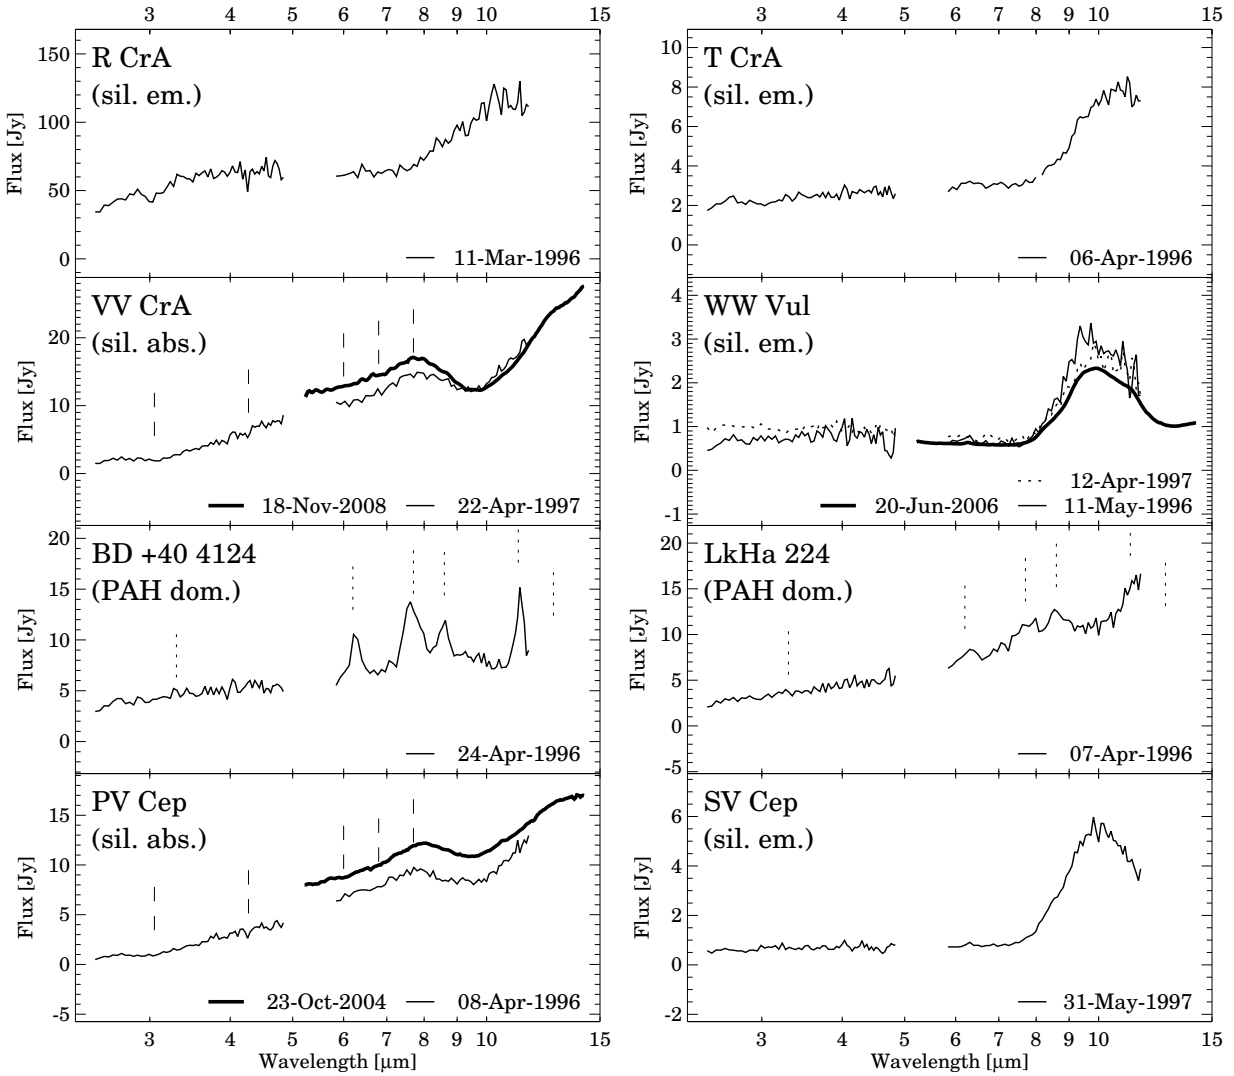 3 4 5 6 7 8 9 10 15 3 4 5 6 7 8 9 10 15
R CrA
(sil. em.)
150
100
50
0
Flux [Jy]
11-Mar-1996
T CrA
(sil. em.)
10
8
6
4
2
0
Flux [Jy]
06-Apr-1996
VV CrA
(sil. abs.)
20
10
0
Flux [Jy]
18-Nov-2008 22-Apr-1997
WW Vul
(sil. em.)
4
3
2
1
0
-1
Flux [Jy]
12-Apr-1997
20-Jun-2006 11-May-1996
BD +40 4124
(PAH dom.)
20
15
10
5
0
Flux [Jy]
24-Apr-1996
LkHa 224
(PAH dom.)
20
15
10
5
0
-5
Flux [Jy]
07-Apr-1996
PV Cep
(sil. abs.)
15
10
5
0
-5
Flux [Jy]
23-Oct-2004 08-Apr-1996
SV Cep
(sil. em.)
6
4
2
0
-2
Flux [Jy]
31-May-1997
3 4 5 6 7 8 9 10 15 3 4 5 6 7 8 9 10 15
Wavelength [μm] Wavelength [μm]